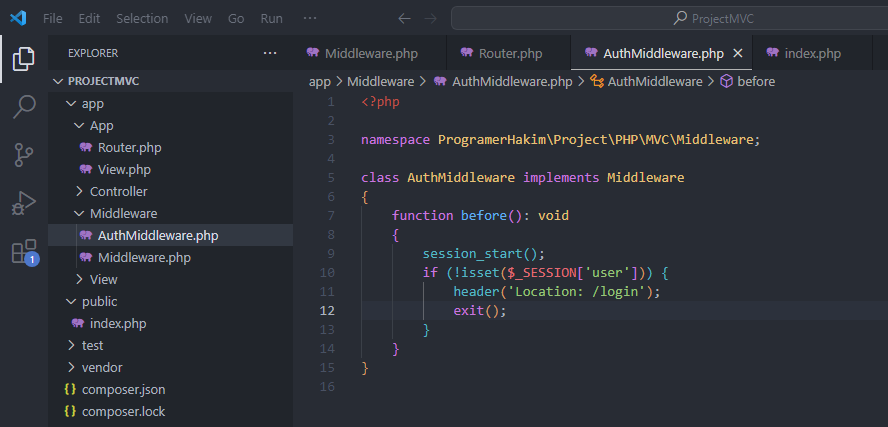 File Edit Selection View Go Run ··· ← → ProjectMVC
EXPLORER ···
PROJECTMVC
app
App
Router.php
View.php
Controller
Middleware
AuthMiddleware.php
Middleware.php
View
public
index.php
test
vendor
{} composer.json
{} composer.lock
1
Middleware.php Router.php AuthMiddleware.php × index.php
app > Middleware > AuthMiddleware.php > AuthMiddleware > before
1 <?php
2
3 namespace ProgramerHakim\Project\PHP\MVC\Middleware;
4
5 class AuthMiddleware implements Middleware
6 {
7     function before(): void
8     {
9         session_start();
10         if (!isset($_SESSION['user'])) {
11             header('Location: /login');
12             exit();
13         }
14     }
15 }
16